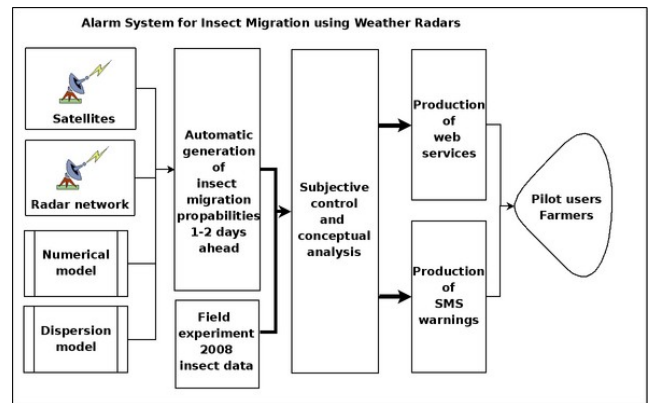 Alarm System for Insect Migration using Weather Radars
Satellites
Radar network
Numerical
model
Dispersion
model
Automatic
generation
of
insect
migration
propabilities
1-2 days
ahead
Field
experiment
2008
insect data
Subjective
control
and
conceptual
analysis
Production
of
web
services
Production
of
SMS
warnings
Pilot users
Farmers